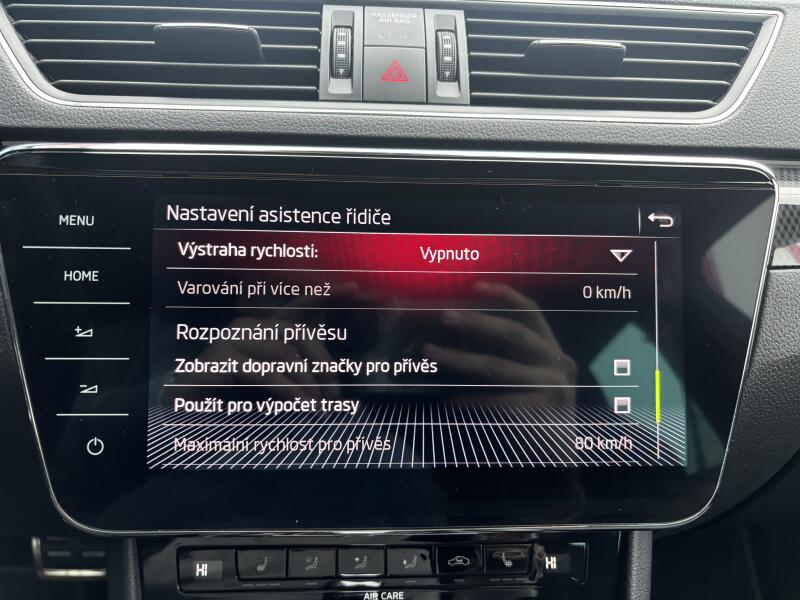 PASSENGER
AIR BAG
MENU
HOME
Nastavení asistence řidiče
Výstraha rychlosti: Vypnuto
Varování při více než 0 km/h
Rozpoznání přívěsu
Zobrazit dopravní značky pro přívěs
Použít pro výpočet trasy
Maximální rychlost pro přívěs 80 km/h
HI HI
AIR CARE